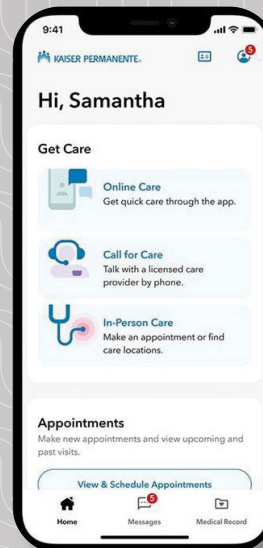 9:41
KAISER PERMANENTE®
5
Hi, Samantha
Get Care
Online Care
Get quick care through the app.
Call for Care
Talk with a licensed care
provider by phone.
In-Person Care
Make an appointment or find
care locations.
Appointments
Make new appointments and view upcoming and
past visits.
View & Schedule Appointments
5
Home Messages Medical Record